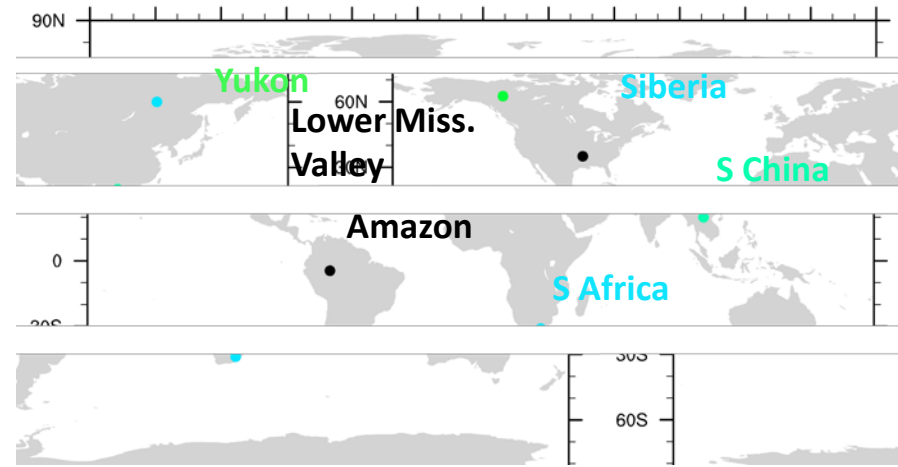 90N
Yukon
Siberia
60N
Lower Miss.
Valley
S China
Amazon
0
S Africa
60S